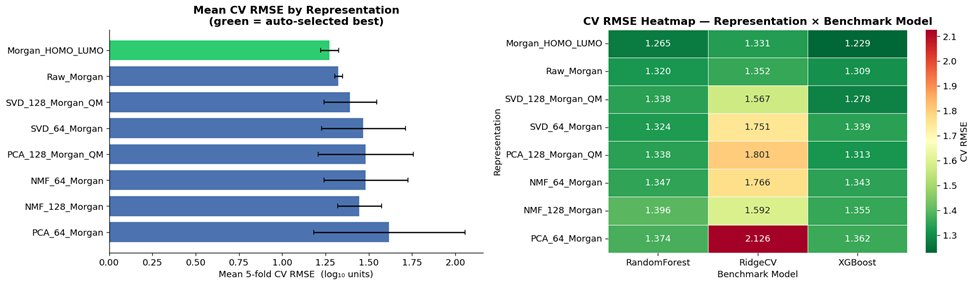 Mean CV RMSE by Representation
(green = auto-selected best)
Morgan_HOMO_LUMO
Raw_Morgan
SVD_128_Morgan_QM
SVD_64_Morgan
PCA_128_Morgan_QM
NMF_64_Morgan
NMF_128_Morgan
PCA_64_Morgan
0.00 0.25 0.50 0.75 1.00 1.25 1.50 1.75 2.00
Mean 5-fold CV RMSE (log₁₀ units)
CV RMSE Heatmap — Representation × Benchmark Model
Representation
Morgan_HOMO_LUMO 1.265 1.331 1.229
Raw_Morgan 1.320 1.352 1.309
SVD_128_Morgan_QM 1.338 1.567 1.278
SVD_64_Morgan 1.324 1.751 1.339
PCA_128_Morgan_QM 1.338 1.801 1.313
NMF_64_Morgan 1.347 1.766 1.343
NMF_128_Morgan 1.396 1.592 1.355
PCA_64_Morgan 1.374 2.126 1.362
RandomForest RidgeCV XGBoost
Benchmark Model
2.1
2.0
1.9
1.8
1.7
1.6
1.5
1.4
1.3
CV RMSE